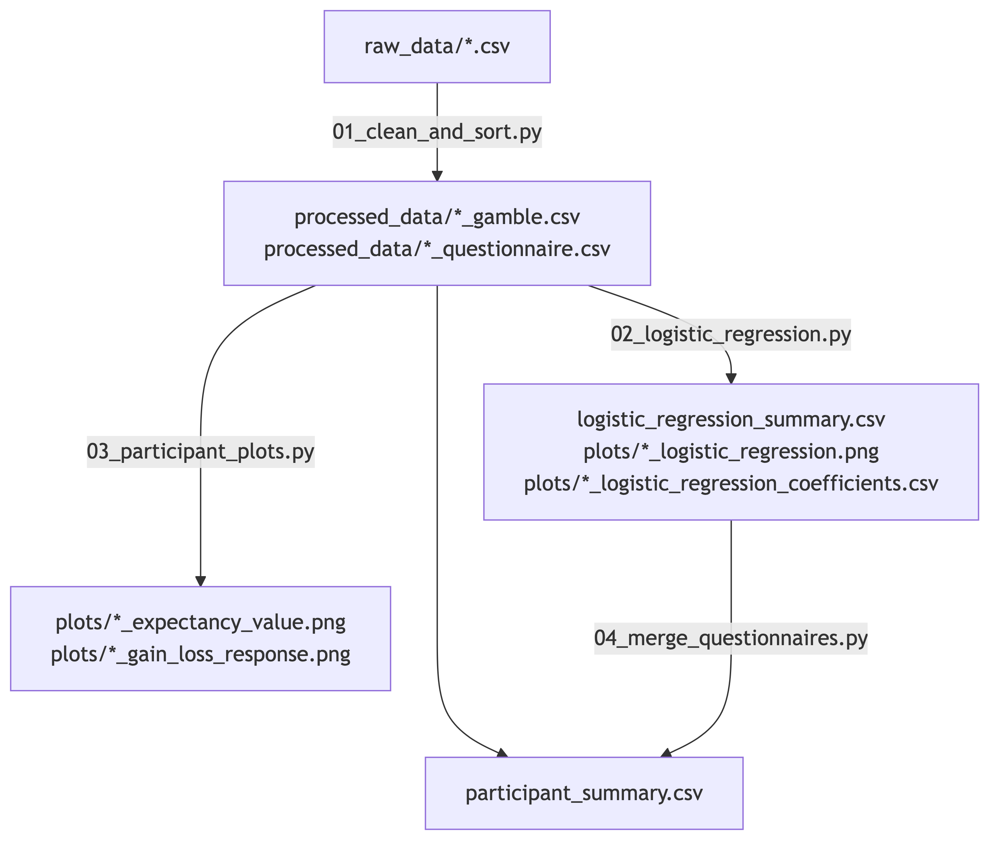 raw_data/*.csv
01_clean_and_sort.py
processed_data/*_gamble.csv
processed_data/*_questionnaire.csv
02_logistic_regression.py
logistic_regression_summary.csv
plots/*_logistic_regression.png
plots/*_logistic_regression_coefficients.csv
03_participant_plots.py
plots/*_expectancy_value.png
plots/*_gain_loss_response.png
04_merge_questionnaires.py
participant_summary.csv